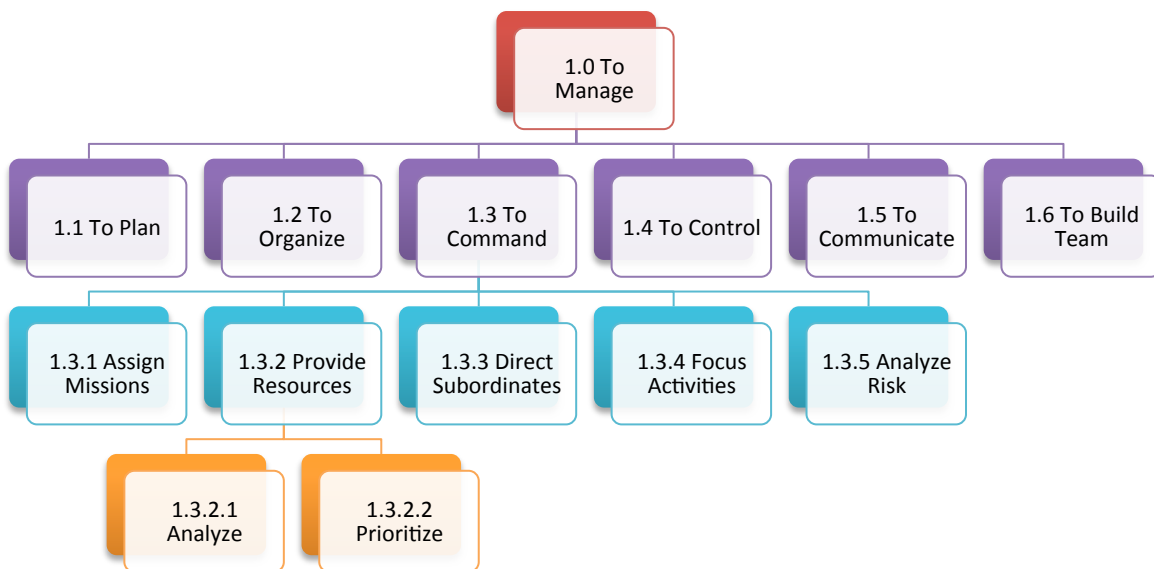 1.0 To
Manage
1.1 To Plan
1.2 To
Organize
1.3 To
Command
1.4 To Control
1.5 To
Communicate
1.6 To Build
Team
1.3.1 Assign
Missions
1.3.2 Provide
Resources
1.3.3 Direct
Subordinates
1.3.4 Focus
Activities
1.3.5 Analyze
Risk
1.3.2.1
Analyze
1.3.2.2
Prioritize